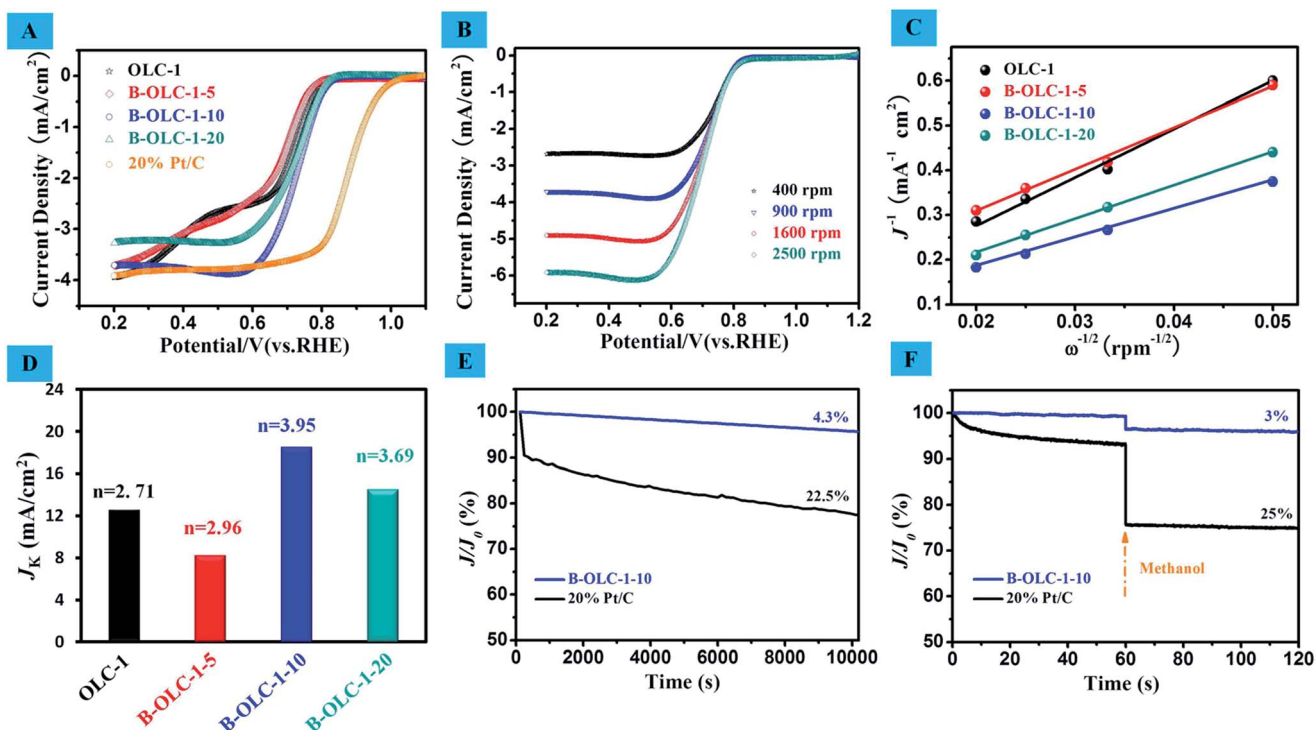 A
OLC-1
B-OLC-1-5
B-OLC-1-10
B-OLC-1-20
20% Pt/C
Current Density (mA/cm²)
0
-1
-2
-3
-4
0.2 0.4 0.6 0.8 1.0
Potential/V(vs.RHE)
B
400 rpm
900 rpm
1600 rpm
2500 rpm
Current Density (mA/cm²)
0
-1
-2
-3
-4
-5
-6
0.2 0.4 0.6 0.8 1.0 1.2
Potential/V(vs.RHE)
C
OLC-1
B-OLC-1-5
B-OLC-1-10
B-OLC-1-20
J⁻¹ (mA⁻¹ cm²)
0.6
0.5
0.4
0.3
0.2
0.1
0.02 0.03 0.04 0.05
ω⁻¹/² (rpm⁻¹/²)
D
J_K (mA/cm²)
24
20
16
12
8
4
0
n=2. 71
n=2.96
n=3.95
n=3.69
OLC-1
B-OLC-1-5
B-OLC-1-10
B-OLC-1-20
E
4.3%
22.5%
B-OLC-1-10
20% Pt/C
J/J₀ (%)
100
90
80
70
60
50
0 2000 4000 6000 8000 10000
Time (s)
F
3%
25%
Methanol
B-OLC-1-10
20% Pt/C
J/J₀ (%)
100
95
90
85
80
75
70
65
60
55
50
0 20 40 60 80 100 120
Time (s)